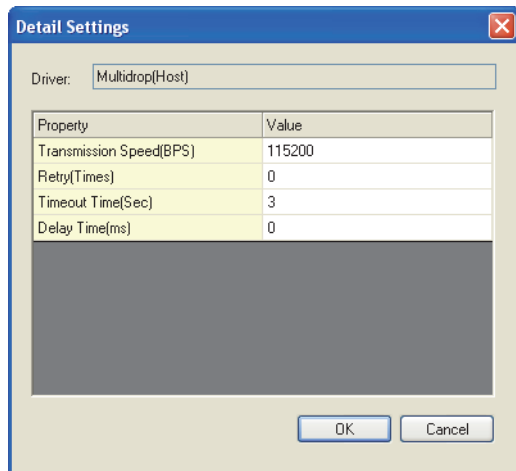 Detail Settings
Driver: Multidrop(Host)
Property Value
Transmission Speed(BPS) 115200
Retry(Times) 0
Timeout Time(Sec) 3
Delay Time(ms) 0
OK Cancel